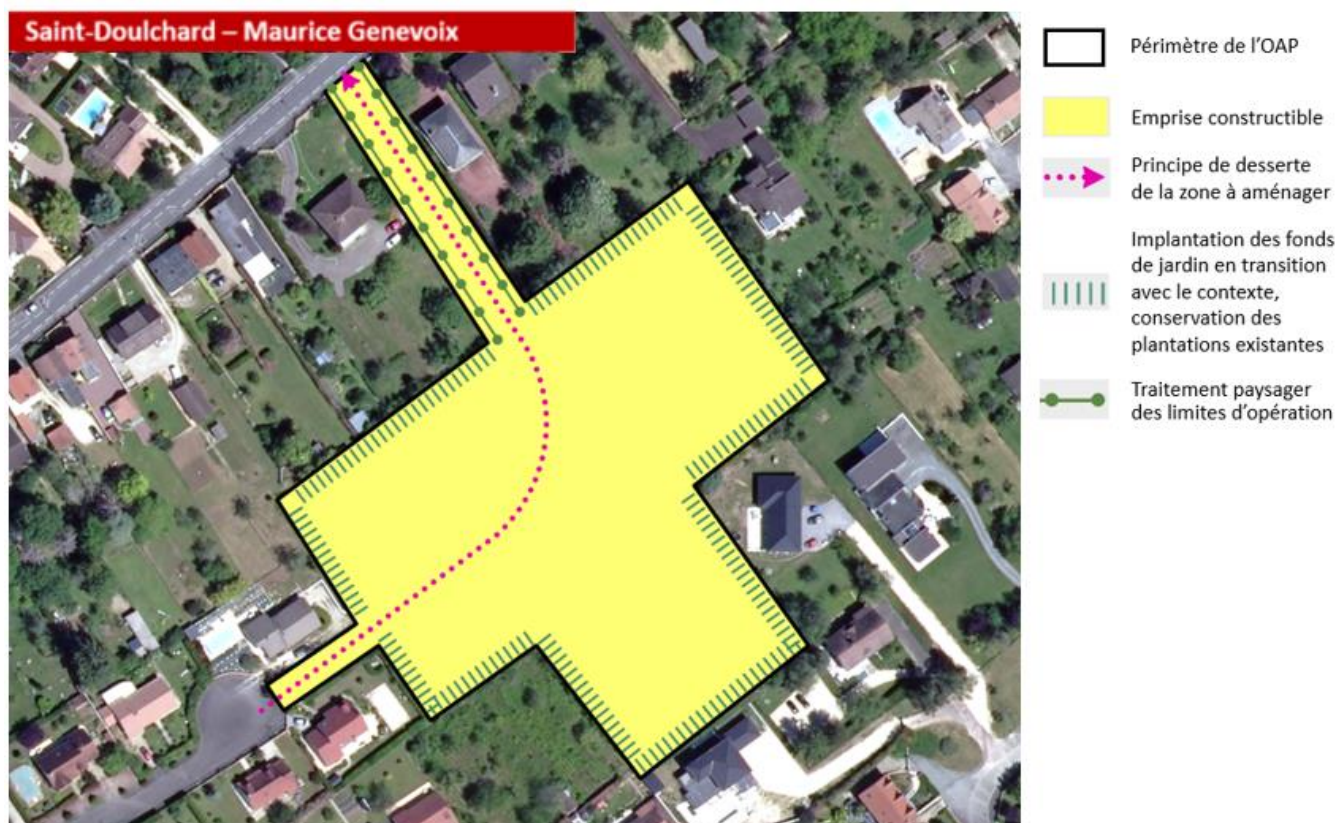 Saint-Doulchard – Maurice Genevoix
Périmètre de l’OAP
Emprise constructible
Principe de desserte
de la zone à aménager
Implantation des fonds
de jardin en transition
avec le contexte,
conservation des
plantations existantes
Traitement paysager
des limites d’opération